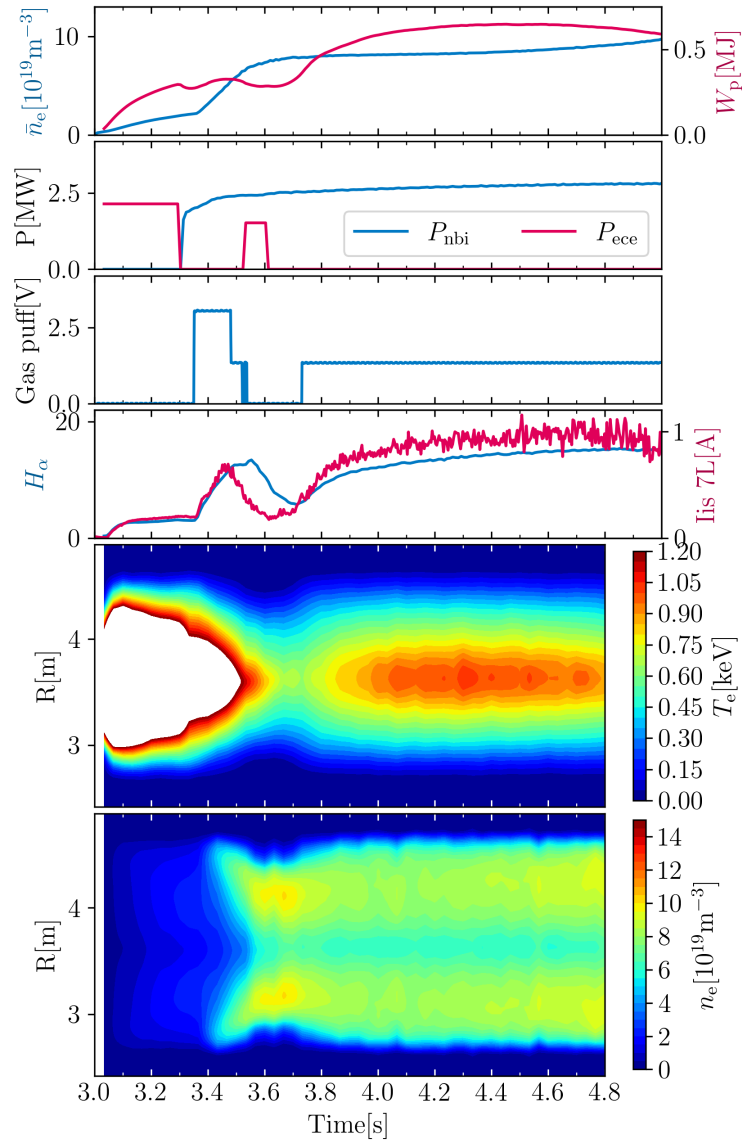 10
0
n̄e[10^19m^−3]
0.5
0.0
Wp[MJ]
2.5
0.0
P[MW]
Pnbi
Pece
2.5
0.0
Gas puff[V]
20
0
Hα
1
0
Iis 7L[A]
4
3
R[m]
1.20
1.05
0.90
0.75
0.60
0.45
0.30
0.15
0.00
Te[keV]
4
3
R[m]
14
12
10
8
6
4
2
0
ne[10^19m^−3]
3.0 3.2 3.4 3.6 3.8 4.0 4.2 4.4 4.6 4.8
Time[s]